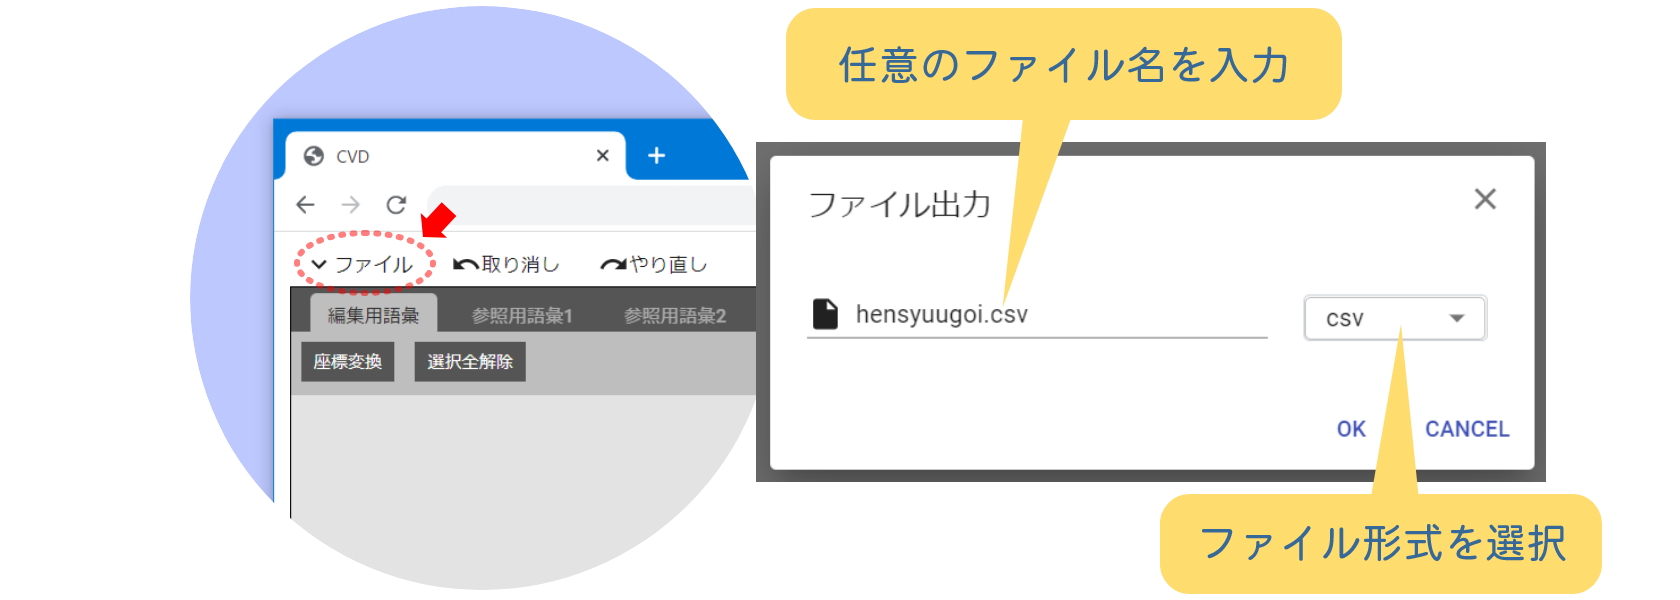 任意のファイル名を入力
CVD
ファイル 取り消し やり直し
編集用語彙 参照用語彙1 参照用語彙2
座標変換 選択全解除
ファイル出力
hensyuugoi.csv csv
OK CANCEL
ファイル形式を選択